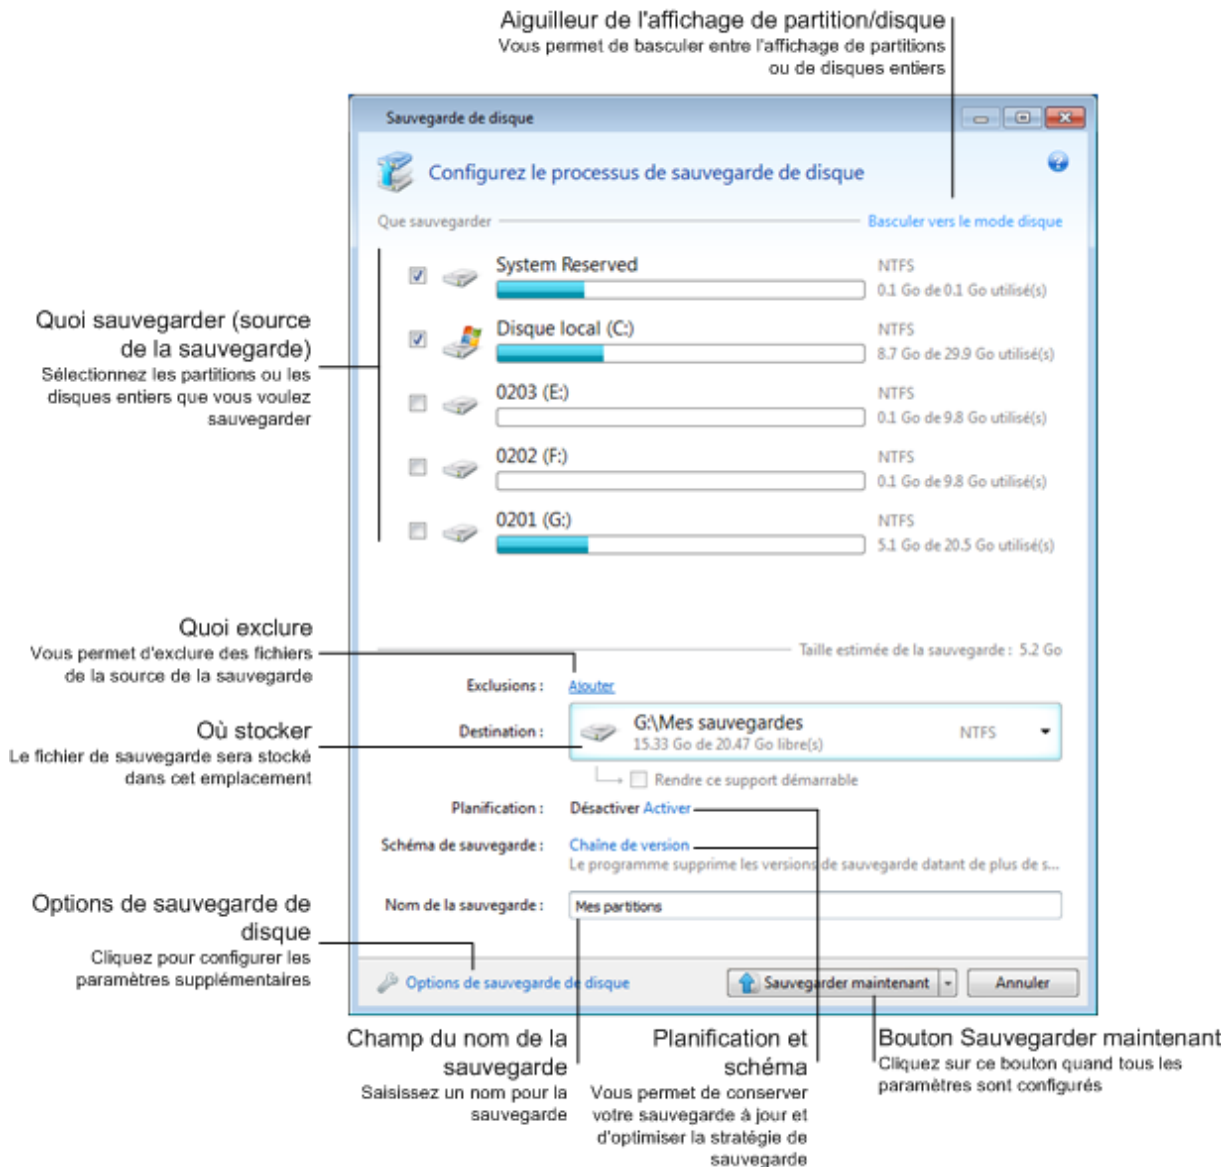 Aiguilleur de l'affichage de partition/disque
Vous permet de basculer entre l'affichage de partitions
ou de disques entiers
Sauvegarde de disque
Configurez le processus de sauvegarde de disque
Que sauvegarder
Basculer vers le mode disque
System Reserved
NTFS
0.1 Go de 0.1 Go utilisé(s)
Disque local (C:)
NTFS
8.7 Go de 29.9 Go utilisé(s)
0203 (E:)
NTFS
0.1 Go de 9.8 Go utilisé(s)
0202 (F:)
NTFS
0.1 Go de 9.8 Go utilisé(s)
0201 (G:)
NTFS
5.1 Go de 20.5 Go utilisé(s)
Quoi sauvegarder (source
de la sauvegarde)
Sélectionnez les partitions ou les
disques entiers que vous voulez
sauvegarder
Quoi exclure
Vous permet d'exclure des fichiers
de la source de la sauvegarde
Taille estimée de la sauvegarde : 5.2 Go
Exclusions :
Ajouter
Où stocker
Le fichier de sauvegarde sera stocké
dans cet emplacement
Destination :
G:\Mes sauvegardes
15.33 Go de 20.47 Go libre(s)
NTFS
Rendre ce support démarrable
Planification :
Désactiver Activer
Schéma de sauvegarde :
Chaîne de version
Le programme supprime les versions de sauvegarde datant de plus de s...
Nom de la sauvegarde :
Mes partitions
Options de sauvegarde de
disque
Cliquez pour configurer les
paramètres supplémentaires
Options de sauvegarde de disque
Sauvegarder maintenant
Annuler
Champ du nom de la
sauvegarde
Saisissez un nom pour la
sauvegarde
Planification et
schéma
Vous permet de conserver
votre sauvegarde à jour et
d'optimiser la stratégie de
sauvegarde
Bouton Sauvegarder maintenant
Cliquez sur ce bouton quand tous les
paramètres sont configurés